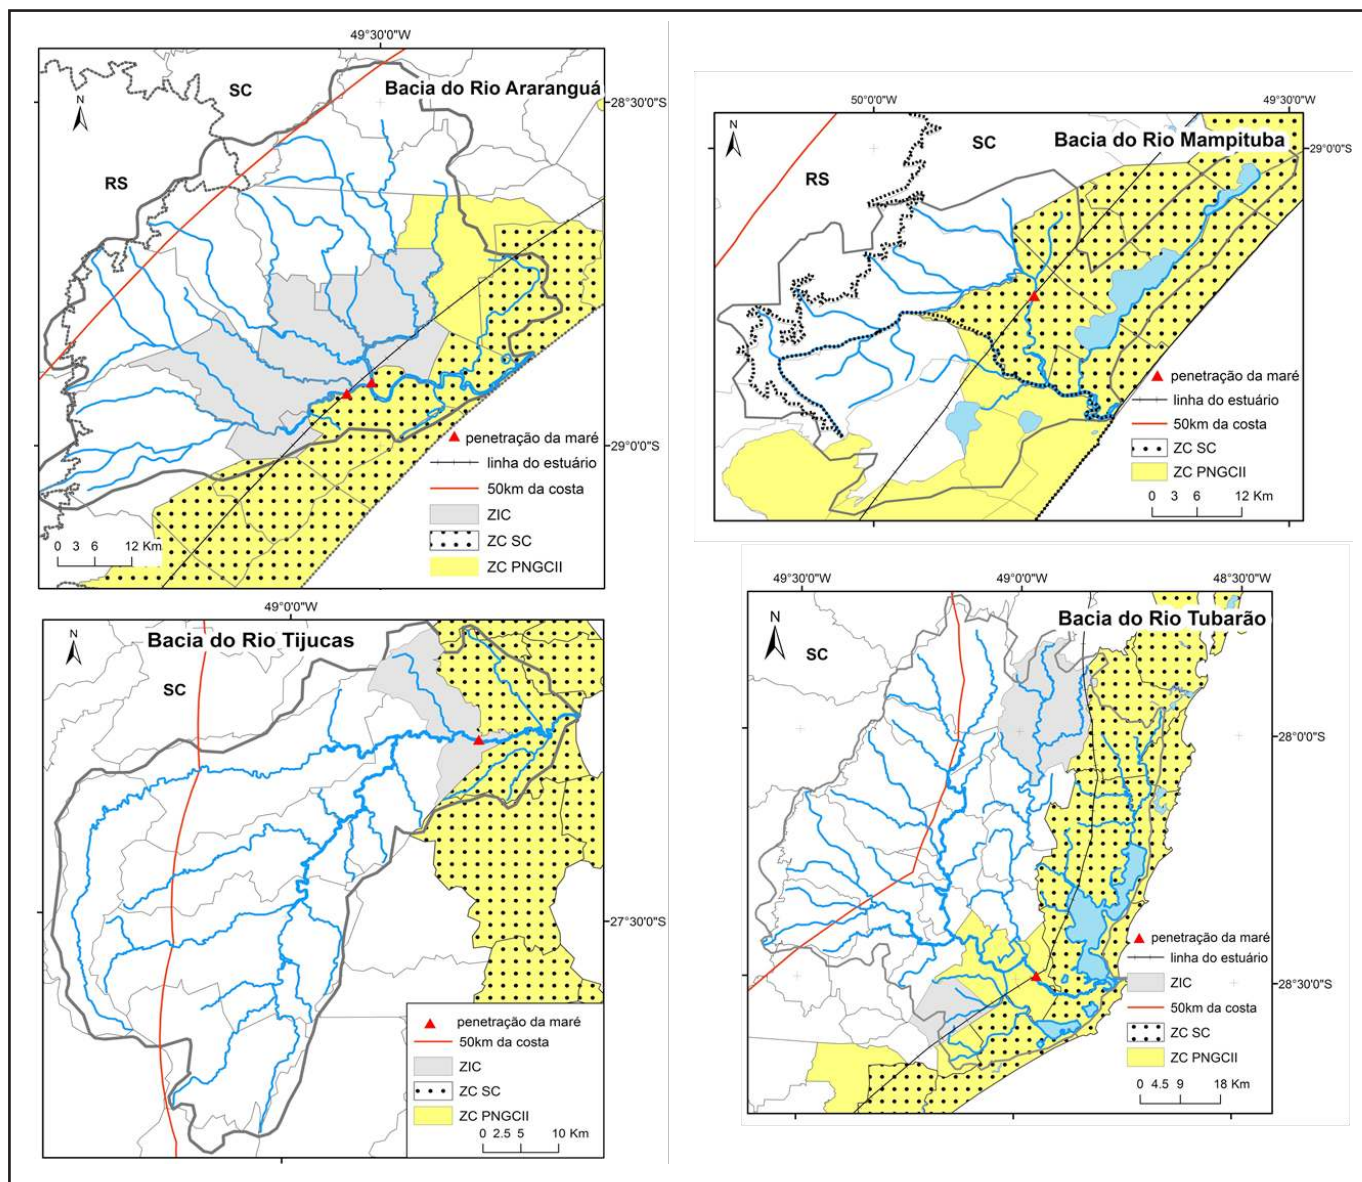 49°30'0"W
Bacia do Rio Araranguá
SC
N
28°30'0"S
RS
29°0'0"S
penetração da maré
linha do estuário
50km da costa
ZIC
ZC SC
ZC PNGCII
0 3 6 12 Km
50°0'0"W
49°30'0"W
N
SC
Bacia do Rio Mampituba
29°0'0"S
RS
penetração da maré
linha do estuário
50km da costa
ZC SC
ZC PNGCII
0 3 6 12 Km
49°0'0"W
N
Bacia do Rio Tijucas
SC
27°30'0"S
penetração da maré
50km da costa
ZIC
ZC SC
ZC PNGCII
0 2.5 5 10 Km
49°30'0"W
49°0'0"W
48°30'0"W
N
Bacia do Rio Tubarão
SC
28°0'0"S
penetração da maré
linha do estuário
28°30'0"S
ZIC
50km da costa
ZC SC
ZC PNGCII
0 4.5 9 18 Km